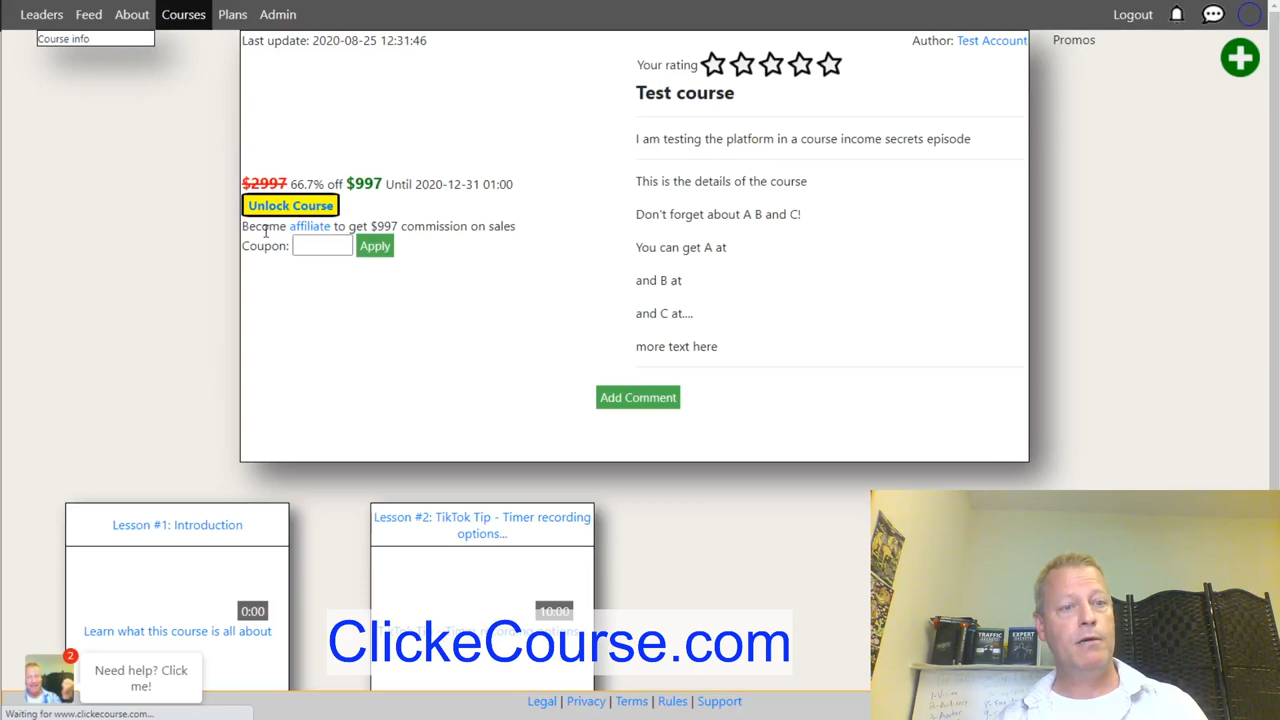 Leaders Feed About Courses Plans Admin Logout
Course info
Last update: 2020-08-25 12:31:46
Author: Test Account
Promos
Your rating
Test course
I am testing the platform in a course income secrets episode
$2997 66.7% off $997 Until 2020-12-31 01:00
Unlock Course
Become affiliate to get $997 commission on sales
Coupon: Apply
This is the details of the course
Don't forget about A B and C!
You can get A at
and B at
and C at....
more text here
Add Comment
Lesson #1: Introduction
0:00
Learn what this course is all about
Lesson #2: TikTok Tip - Timer recording
options...
10:00
ClickeCourse.com
2
Need help? Click
me!
TRAFFIC
SECRETS
EXPERT
SECRETS
Legal | Privacy | Terms | Rules | Support
Waiting for www.clickecourse.com...